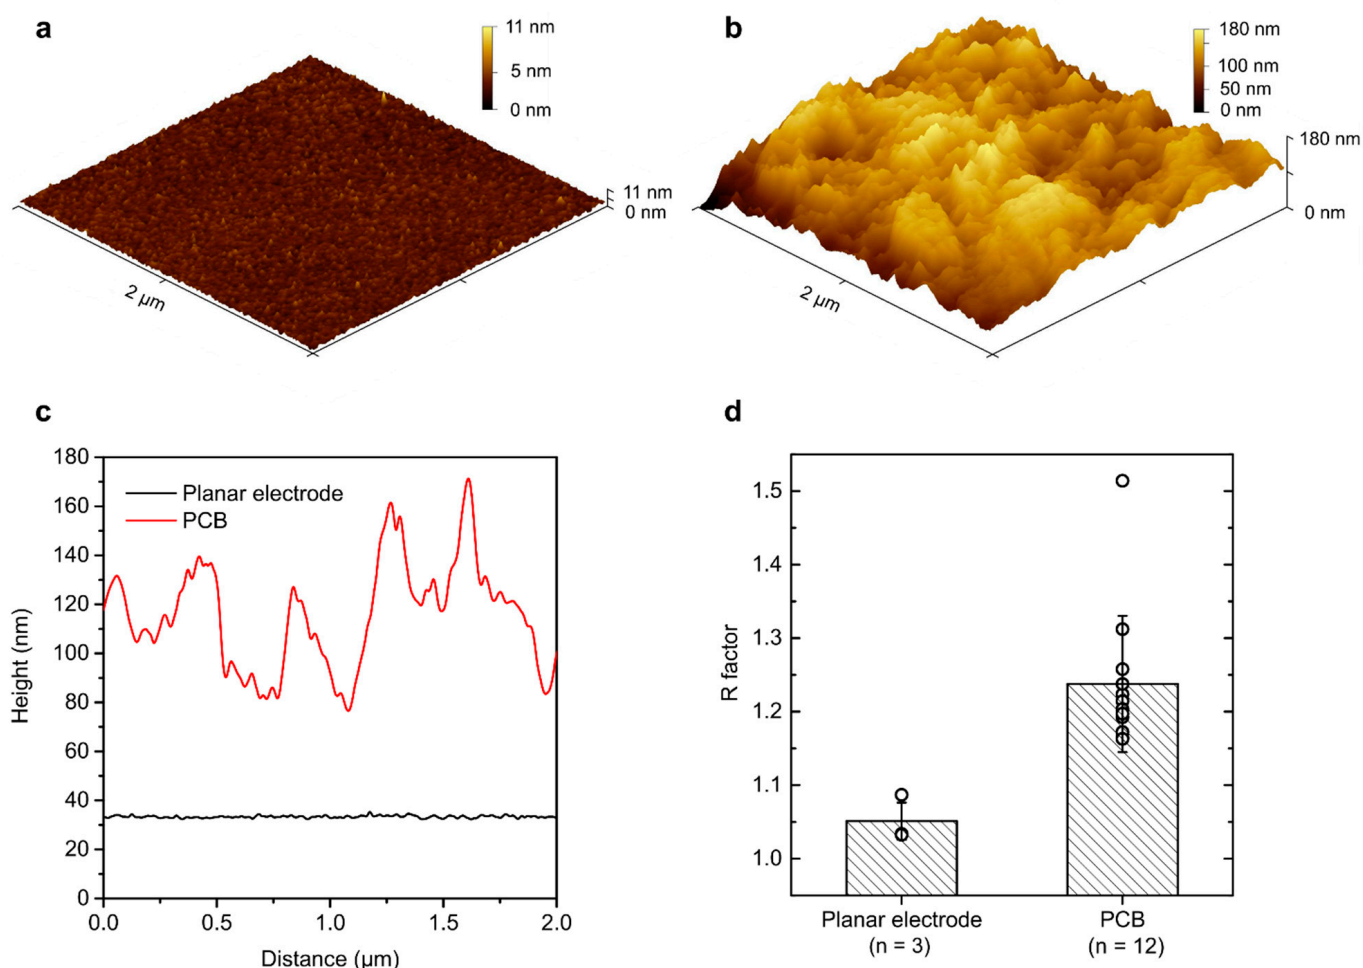 a
11 nm
5 nm
0 nm
11 nm
0 nm
2 µm
b
180 nm
100 nm
50 nm
0 nm
180 nm
0 nm
2 µm
c
180
160
140
120
100
80
60
40
20
0
Height (nm)
Planar electrode
PCB
0.0 0.5 1.0 1.5 2.0
Distance (µm)
d
1.5
1.4
1.3
1.2
1.1
1.0
R factor
Planar electrode PCB
(n = 3) (n = 12)